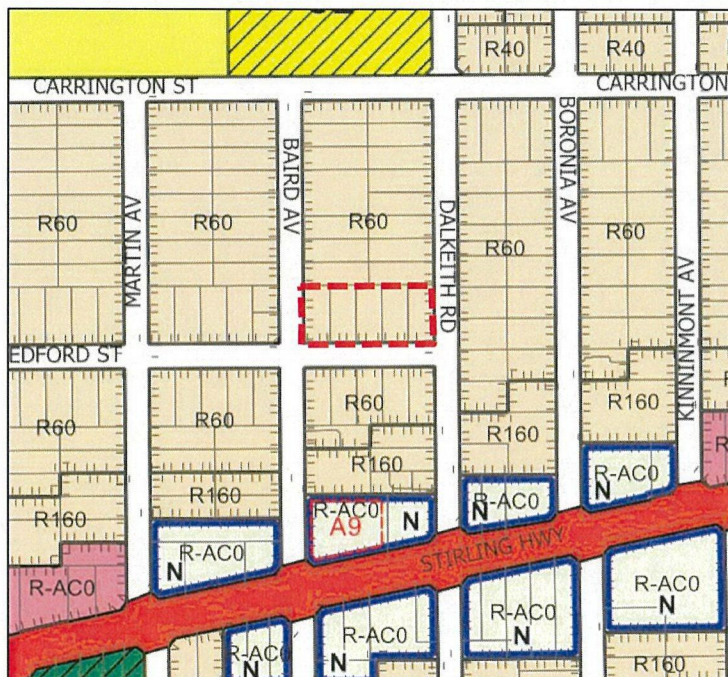 R40
R40
CARRINGTON ST
CARRINGTON
MARTIN AV
BAIRD AV
DALKEITH RD
BORONIA AV
KINNINMONT AV
R60
R60
R60
R60
R60
EDFORD ST
R60
R60
R60
R160
R160
R160
R160
R160
R-AC0
R-AC0
N
R-AC0
A9
N
R-AC0
N
R-AC0
N
STIRLING HWY
R-AC0
N
R-AC0
N
R-AC0
N
R-AC0
N
R160